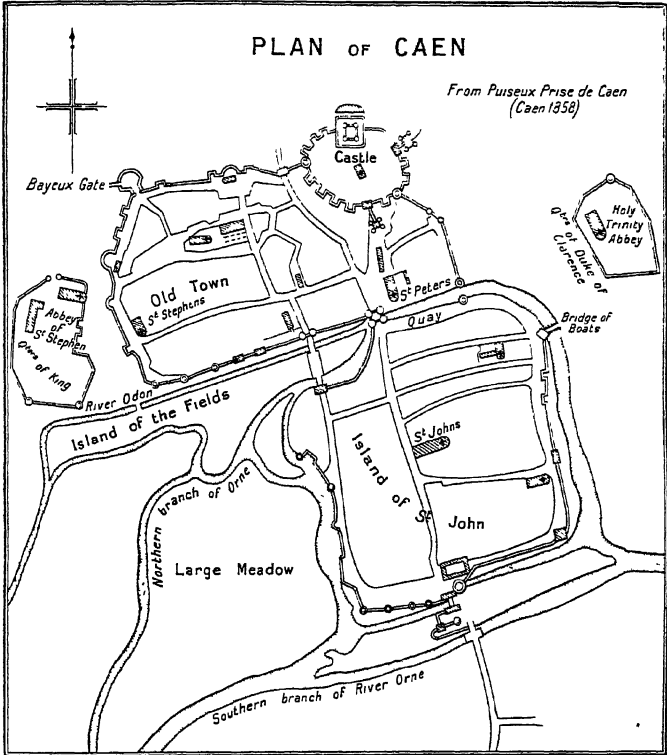 PLAN OF CAEN
From Puiseux Prise de Caen
(Caen 1858)
Castle
Bayeux Gate
Holy
Trinity
Abbey
Qtrs of Duke of
Clarence
Old Town
St Stephens
St Peters
Quay
Bridge of
Boats
Abbey
of
St Stephen
Qtrs of King
River Odon
Island of the Fields
St Johns
Island of St John
Northern branch of Orne
Large Meadow
Southern branch of River Orne